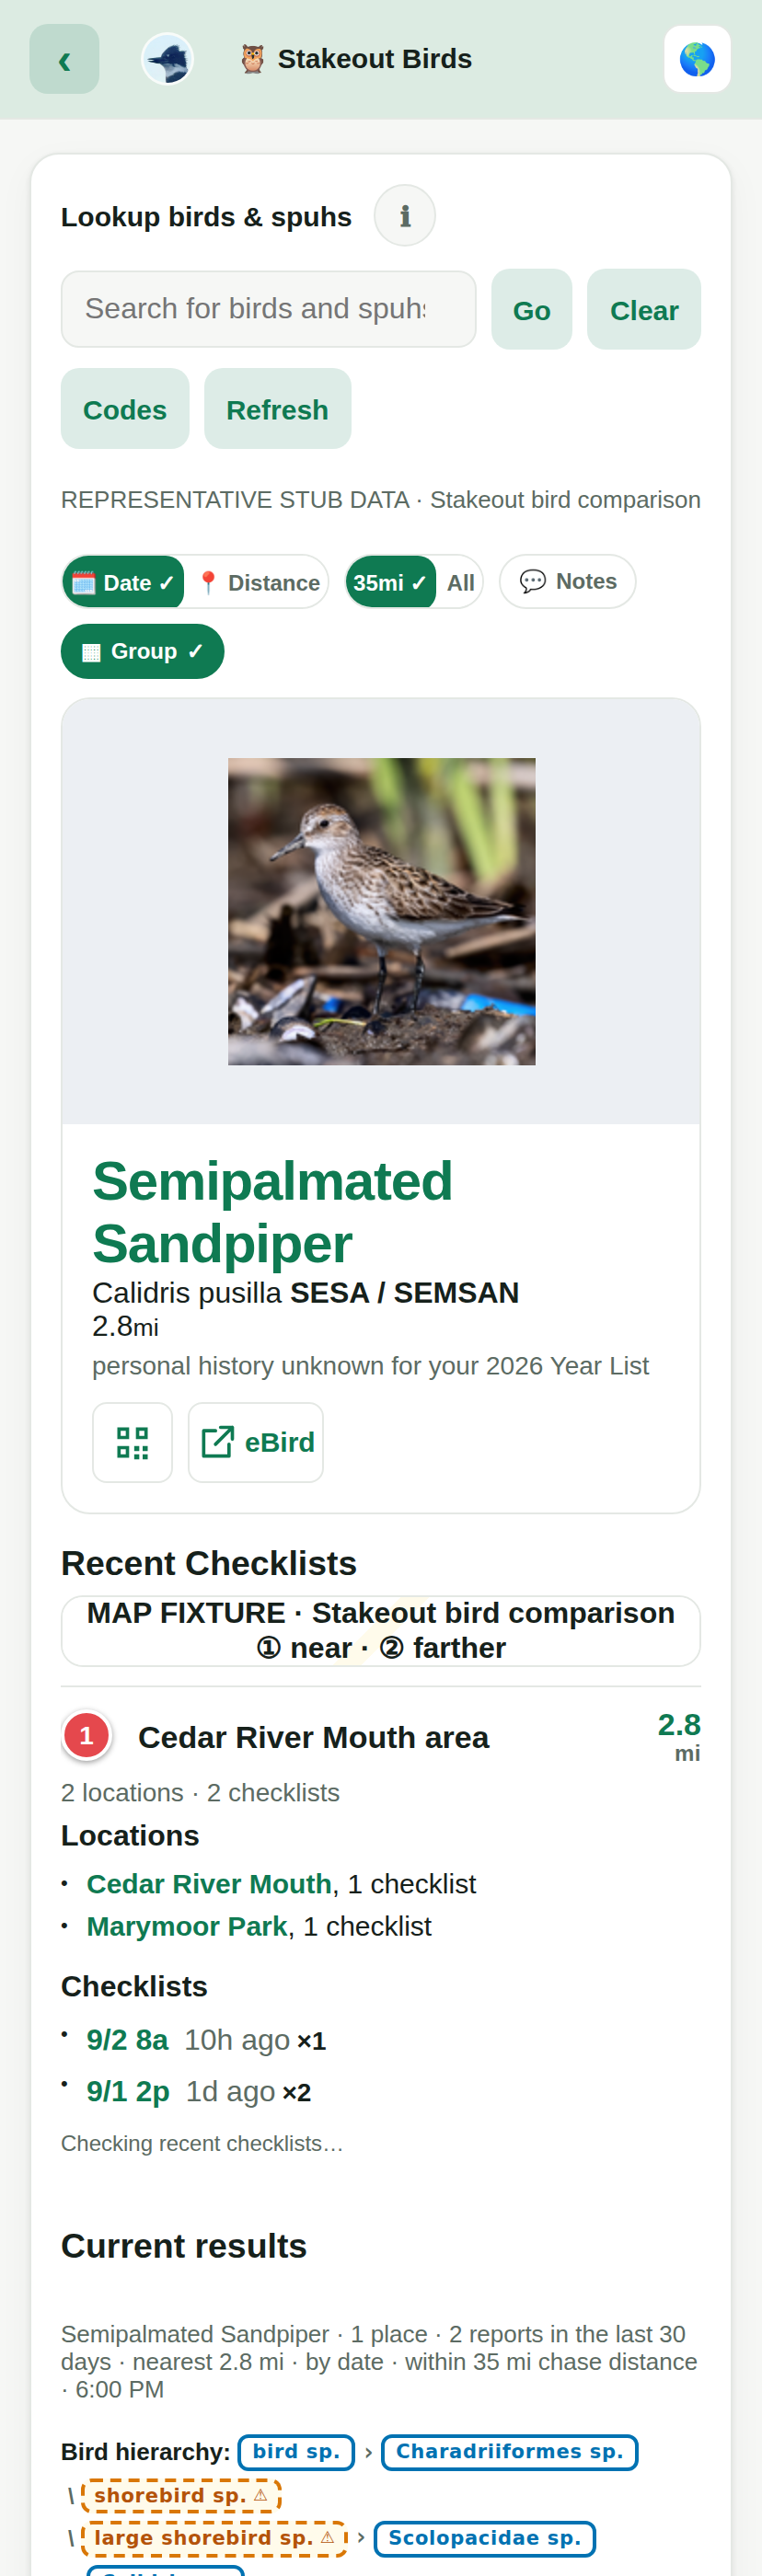 ‹ 🦉 Stakeout Birds 🌎
Lookup birds & spuhs ℹ
Search for birds and spuhs Go Clear
Codes Refresh
REPRESENTATIVE STUB DATA · Stakeout bird comparison
🗓️ Date ✓ 📍 Distance 35mi ✓ All 💬 Notes
▦ Group ✓
Semipalmated
Sandpiper
Calidris pusilla SESA / SEMSAN
2.8mi
personal history unknown for your 2026 Year List
eBird
Recent Checklists
MAP FIXTURE · Stakeout bird comparison
① near · ② farther
1 Cedar River Mouth area 2.8
mi
2 locations · 2 checklists
Locations
• Cedar River Mouth, 1 checklist
• Marymoor Park, 1 checklist
Checklists
• 9/2 8a 10h ago ×1
• 9/1 2p 1d ago ×2
Checking recent checklists…
Current results
Semipalmated Sandpiper · 1 place · 2 reports in the last 30
days · nearest 2.8 mi · by date · within 35 mi chase distance
· 6:00 PM
Bird hierarchy: bird sp. › Charadriiformes sp.
\ shorebird sp. ⚠
\ large shorebird sp. ⚠ › Scolopacidae sp.